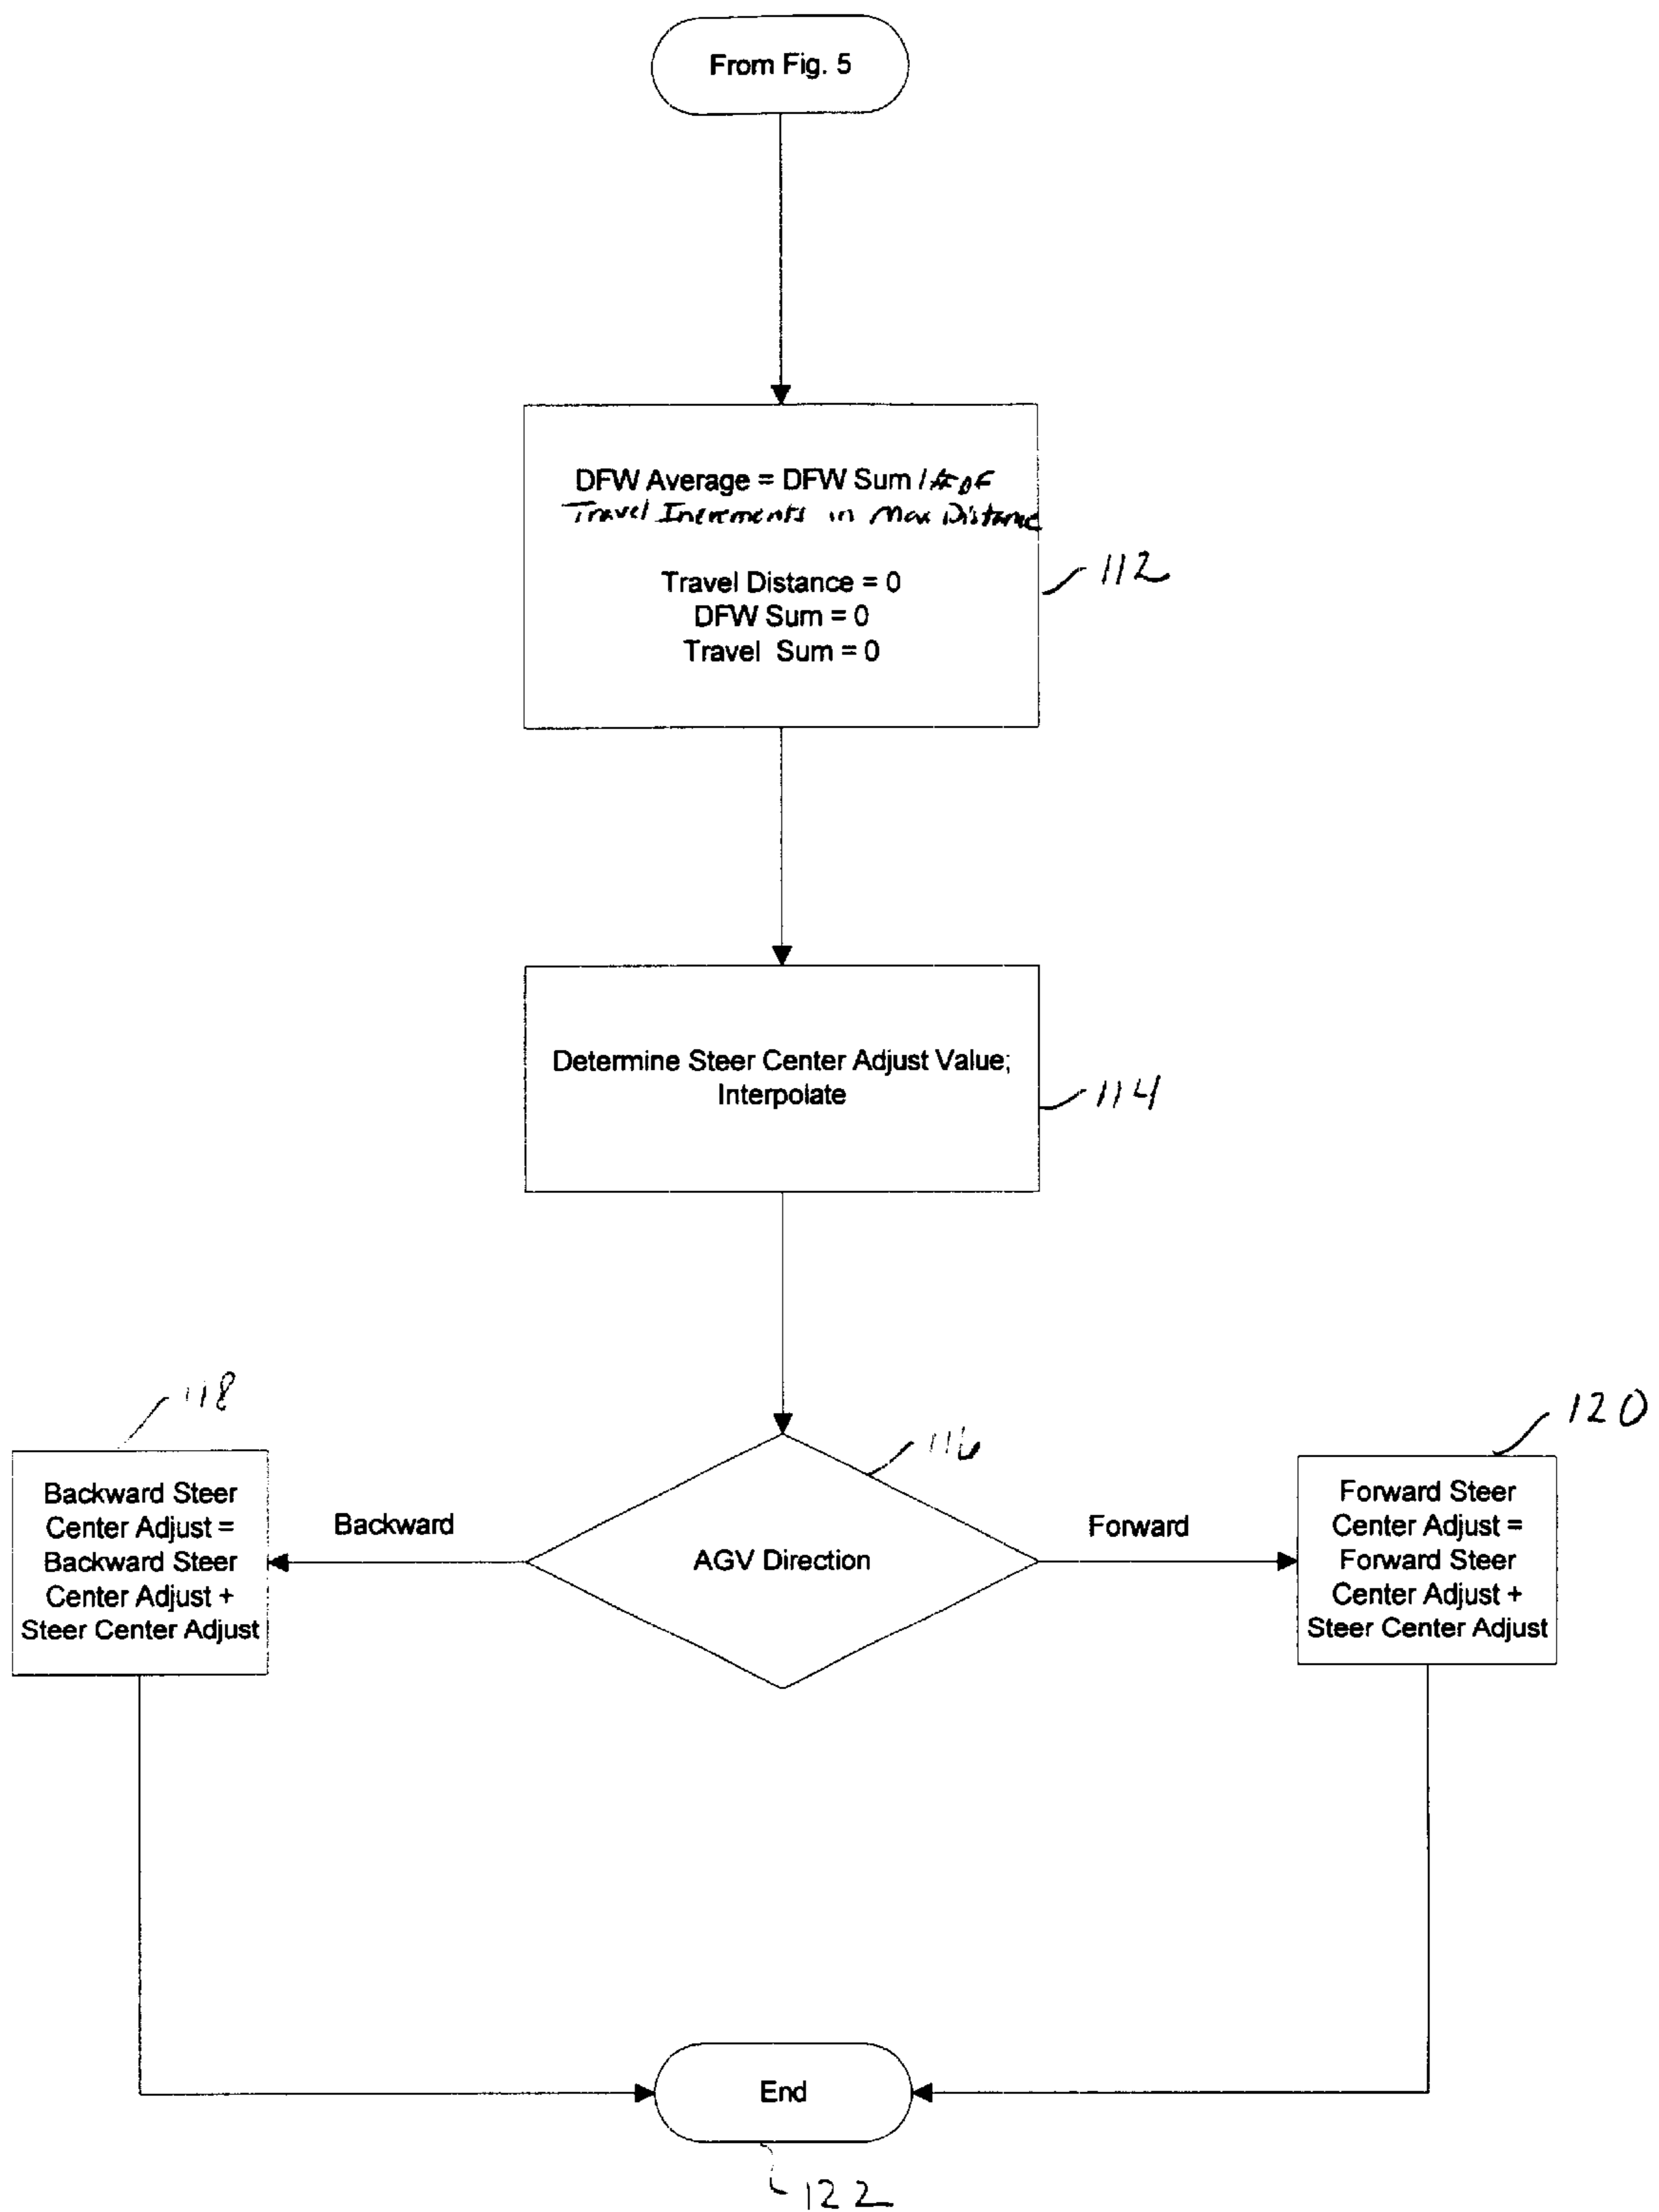 From Fig. 5
DFW Average = DFW Sum / # of
Travel Increments in Max Distance
Travel Distance = 0
DFW Sum = 0
Travel Sum = 0
112
Determine Steer Center Adjust Value;
Interpolate
114
118
116
120
Backward Steer
Center Adjust =
Backward Steer
Center Adjust +
Steer Center Adjust
Backward
AGV Direction
Forward
Forward Steer
Center Adjust =
Forward Steer
Center Adjust +
Steer Center Adjust
End
122